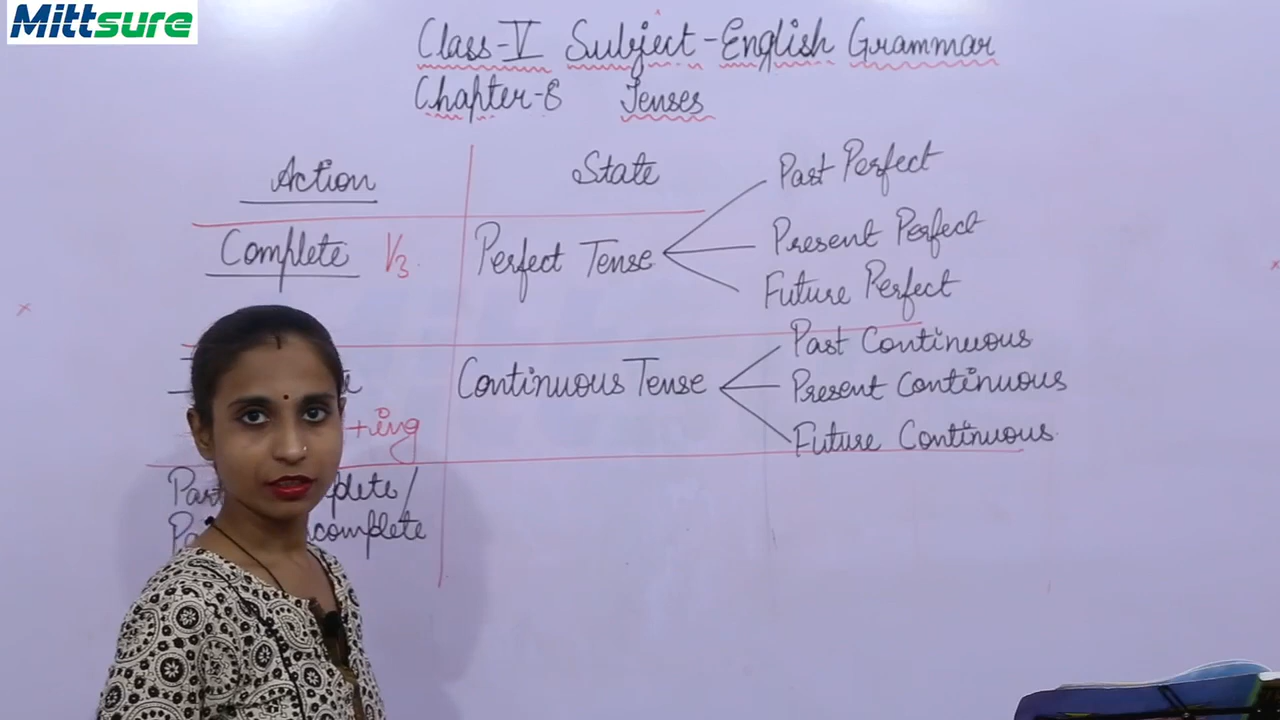 Mittsure
Class-V Subject-English Grammar
Chapter-8 Tenses
Action State
Past Perfect
Present Perfect
Future Perfect
Complete Perfect Tense
Past Continuous
Present Continuous
Future Continuous
Continuous Tense
+ing